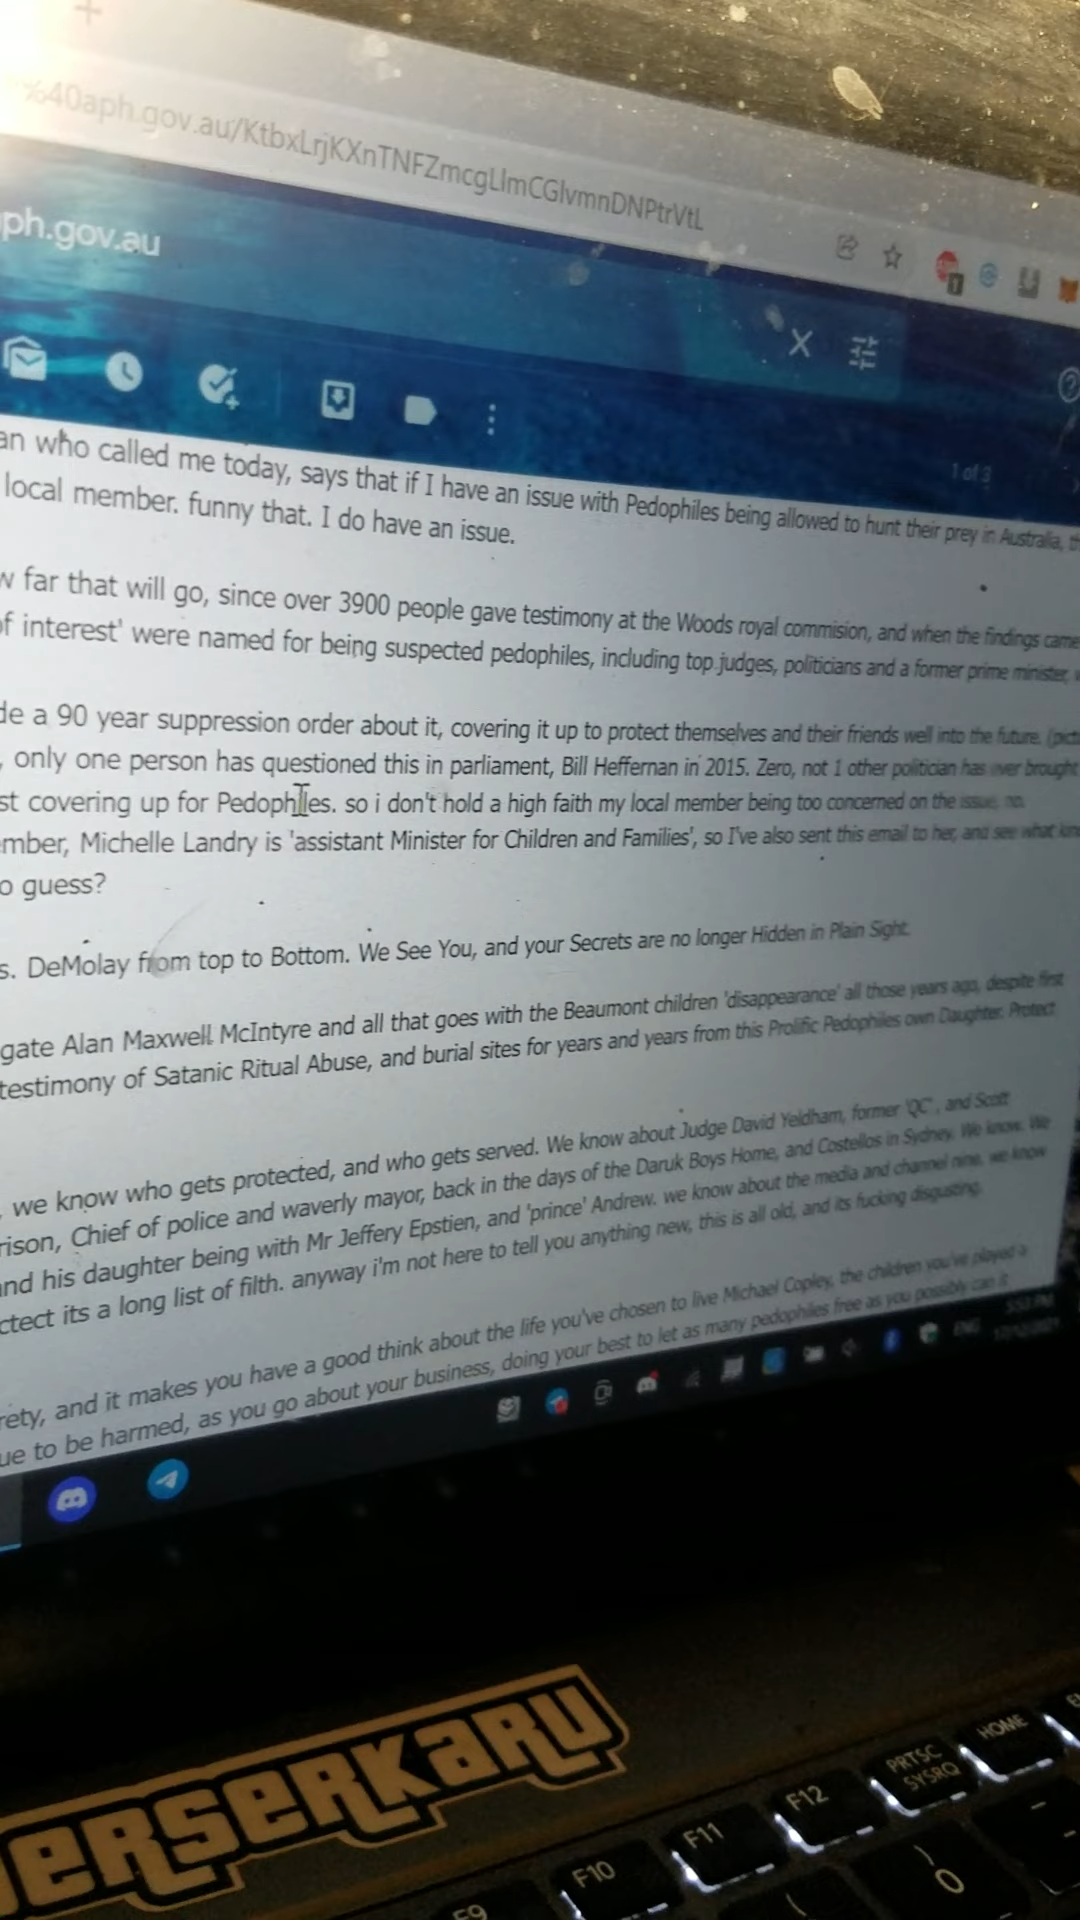 %40aph.gov.au/KtbxLrjKXnTNFZmcgLlmCGlvmnDNPtrVtL
ph.gov.au
1 of 3
an who called me today, says that if I have an issue with Pedophiles being allowed to hunt their prey in Australia, th
local member. funny that. I do have an issue.
w far that will go, since over 3900 people gave testimony at the Woods royal commision, and when the findings came
of interest' were named for being suspected pedophiles, including top judges, politicians and a former prime minister,
de a 90 year suppression order about it, covering it up to protect themselves and their friends well into the future. (pict
, only one person has questioned this in parliament, Bill Heffernan in 2015. Zero, not 1 other politician has ever brought
st covering up for Pedophiles. so i don't hold a high faith my local member being too concerned on the issue, no.
ember, Michelle Landry is 'assistant Minister for Children and Families', so I've also sent this email to her, and see what kin
o guess?
s. DeMolay from top to Bottom. We See You, and your Secrets are no longer Hidden in Plain Sight.
gate Alan Maxwell McIntyre and all that goes with the Beaumont children 'disappearance' all those years ago, despite first
testimony of Satanic Ritual Abuse, and burial sites for years and years from this Prolific Pedophiles own Daughter. Protect
, we know who gets protected, and who gets served. We know about Judge David Yeldham, former 'QC', and Scott
rison, Chief of police and waverly mayor, back in the days of the Daruk Boys Home, and Costellos in Sydney. We know. We
and his daughter being with Mr Jeffery Epstien, and 'prince' Andrew. we know about the media and channel nine, we know
ctect its a long list of filth. anyway i'm not here to tell you anything new, this is all old, and its fucking disgusting.
rety, and it makes you have a good think about the life you've chosen to live Michael Copley, the children you've played a
ue to be harmed, as you go about your business, doing your best to let as many pedophiles free as you possibly can it
ENG
BERSERKARU
PRTSC
SYSRQ
HOME
F9
F10
F11
F12
)
0
(